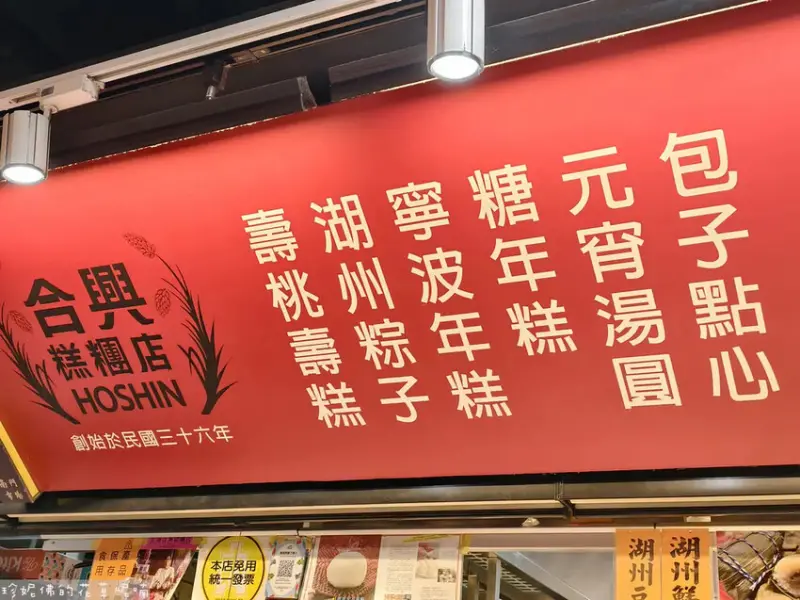 合興
糕糰店
HOSHIN
創始於民國三十六年
包子點心
元宵湯圓
糖年糕
寧波年糕
湖州粽子
壽桃壽糕
本店免用
統一發票
湖州
湖州鮮